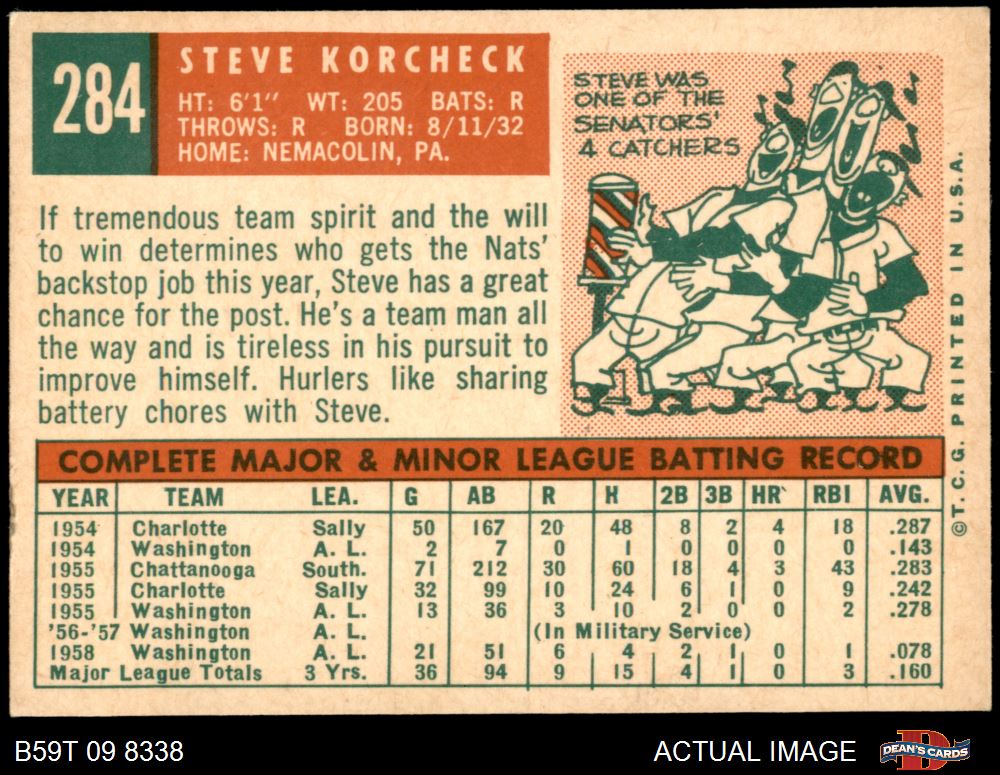 284
STEVE KORCHECK
HT: 6'1" WT: 205 BATS: R
THROWS: R BORN: 8/11/32
HOME: NEMACOLIN, PA.
STEVE WAS
ONE OF THE
SENATORS'
4 CATCHERS
If tremendous team spirit and the will
to win determines who gets the Nats'
backstop job this year, Steve has a great
chance for the post. He's a team man all
the way and is tireless in his pursuit to
improve himself. Hurlers like sharing
battery chores with Steve.
©T. C. G. PRINTED IN U.S.A.
COMPLETE MAJOR & MINOR LEAGUE BATTING RECORD
YEAR TEAM LEA. G AB R H 2B 3B HR RBI AVG.
1954 Charlotte Sally 50 167 20 48 8 2 4 18 .287
1954 Washington A. L. 2 7 0 1 0 0 0 0 .143
1955 Chattanooga South. 71 212 30 60 18 4 3 43 .283
1955 Charlotte Sally 32 99 10 24 6 1 0 9 .242
1955 Washington A. L. 13 36 3 10 2 0 0 2 .278
'56-'57 Washington A. L. (In Military Service)
1958 Washington A. L. 21 51 6 4 2 1 0 1 .078
Major League Totals 3 Yrs. 36 94 9 15 4 1 0 3 .160
B59T 09 8338
ACTUAL IMAGE
DEAN'S CARDS